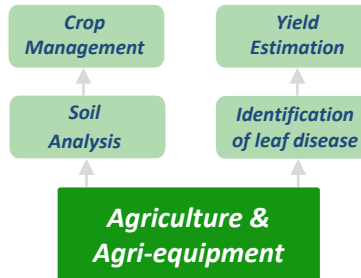 Crop
Management
Yield
Estimation
Soil
Analysis
Identification
of leaf disease
Agriculture &
Agri-equipment